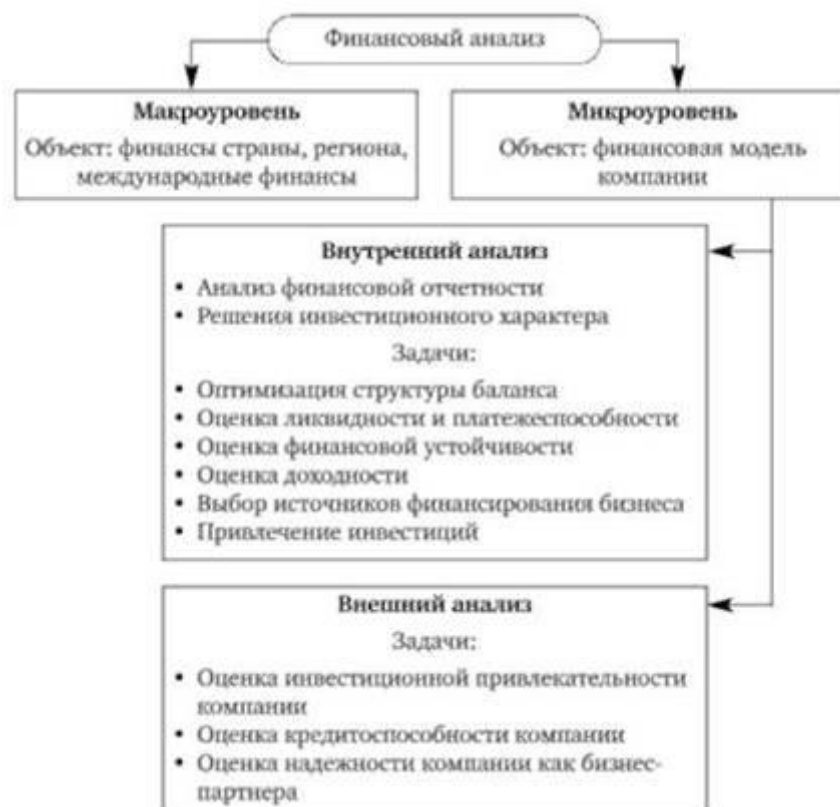 Финансовый анализ
Макроуровень
Объект: финансы страны, региона,
международные финансы
Микроуровень
Объект: финансовая модель
компании
Внутренний анализ
• Анализ финансовой отчетности
• Решения инвестиционного характера
Задачи:
• Оптимизация структуры баланса
• Оценка ликвидности и платежеспособности
• Оценка финансовой устойчивости
• Оценка доходности
• Выбор источников финансирования бизнеса
• Привлечение инвестиций
Внешний анализ
Задачи:
• Оценка инвестиционной привлекательности
компании
• Оценка кредитоспособности компании
• Оценка надежности компании как бизнес-
партнера